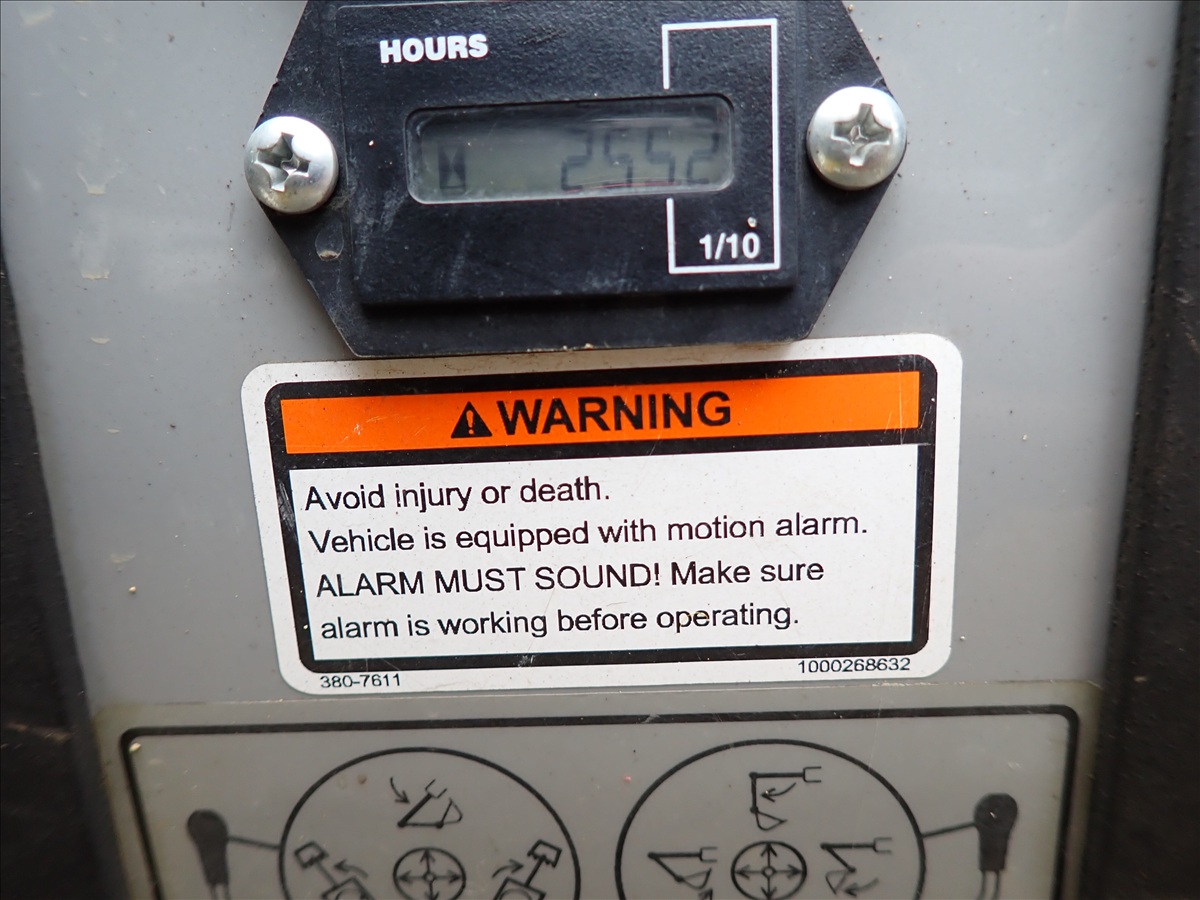 HOURS
2552
1/10
WARNING
Avoid injury or death.
Vehicle is equipped with motion alarm.
ALARM MUST SOUND! Make sure
alarm is working before operating.
380-7611
1000268632